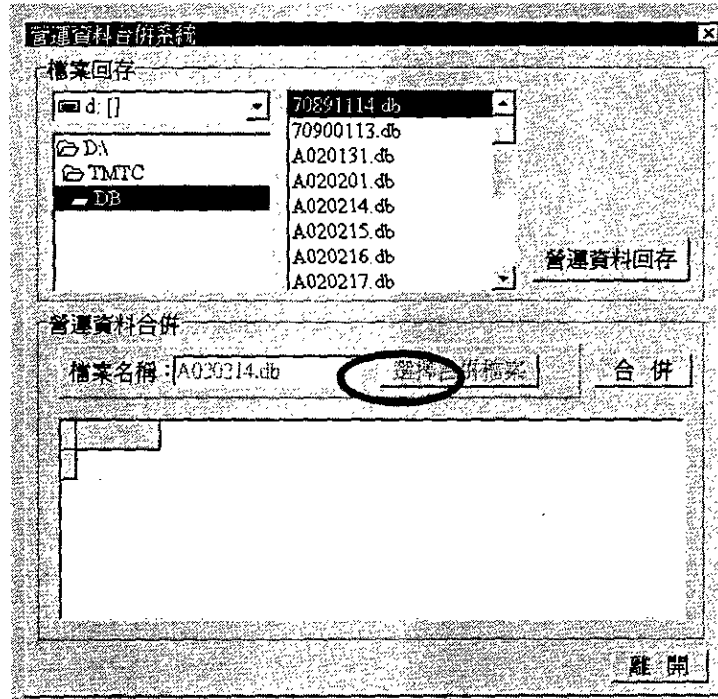 營運資料合併系統
檔案回存
d: []
D:\
TMTC
DB
70891114.db
70900113.db
A020131.db
A020201.db
A020214.db
A020215.db
A020216.db
A020217.db
營運資料回存
營運資料合併
檔案名稱：A020214.db
選擇合併檔案
合 併
離 開